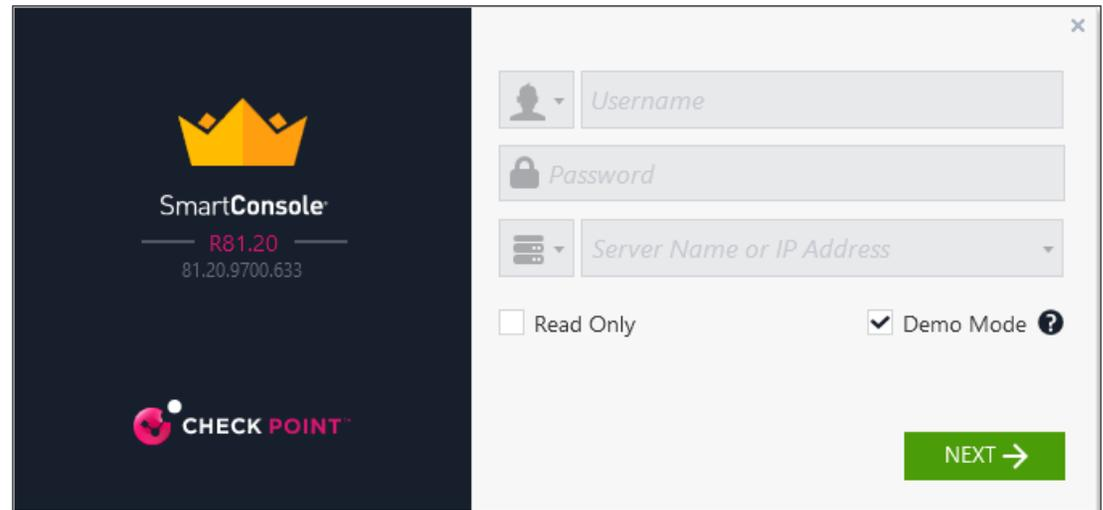 SmartConsole
R81.20
81.20.9700.633
CHECK POINT™
Username
Password
Server Name or IP Address
Read Only
Demo Mode ?
NEXT →